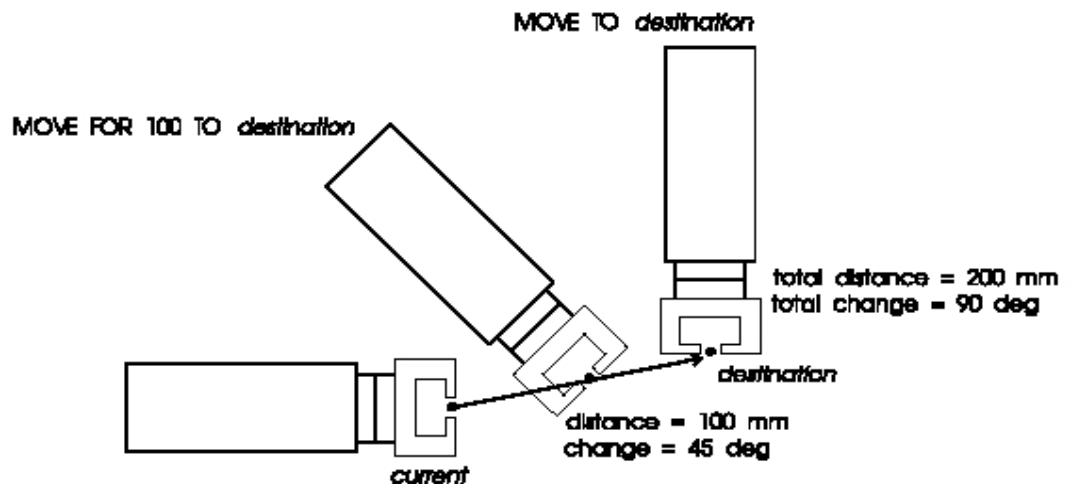 MOVE TO destination
MOVE FOR 100 TO destination
total distance = 200 mm
total change = 90 deg
destination
distance = 100 mm
change = 45 deg
current